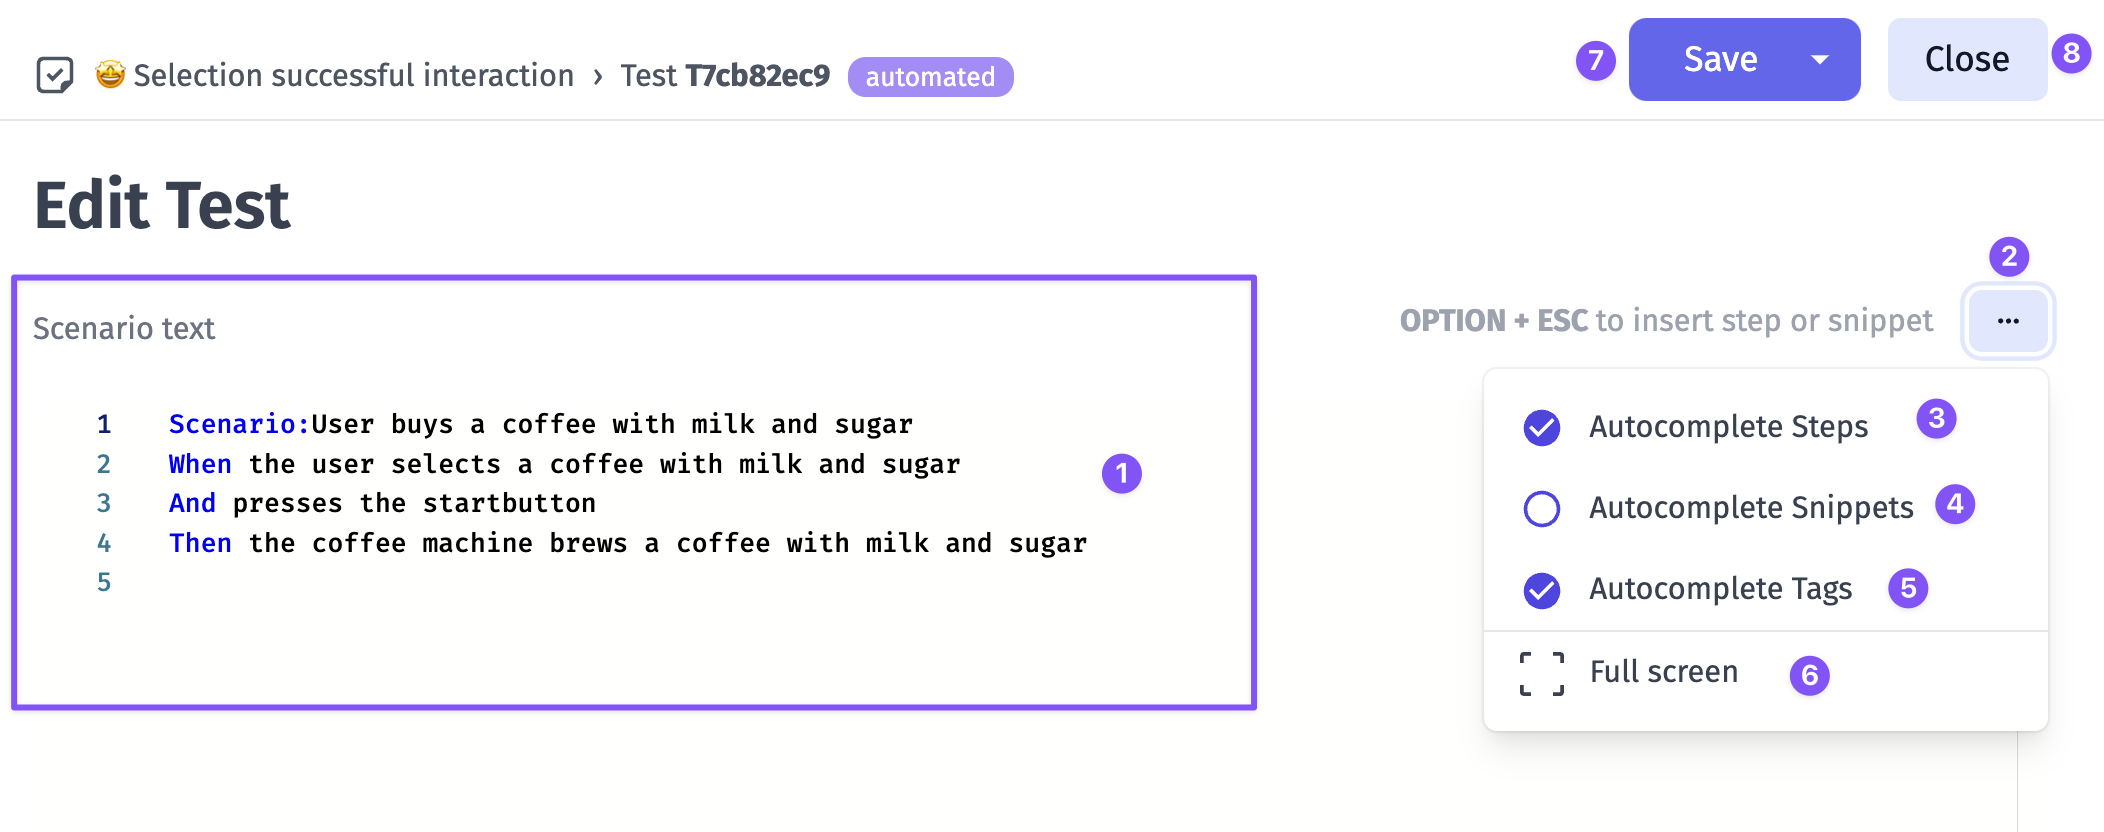 🤩 Selection successful interaction › Test T7cb82ec9 automated
7 Save Close 8
Edit Test
2
Scenario text
OPTION + ESC to insert step or snippet ...
1 Scenario:User buys a coffee with milk and sugar
2 When the user selects a coffee with milk and sugar
3 And presses the startbutton
4 Then the coffee machine brews a coffee with milk and sugar
5
1
Autocomplete Steps 3
Autocomplete Snippets 4
Autocomplete Tags 5
Full screen 6